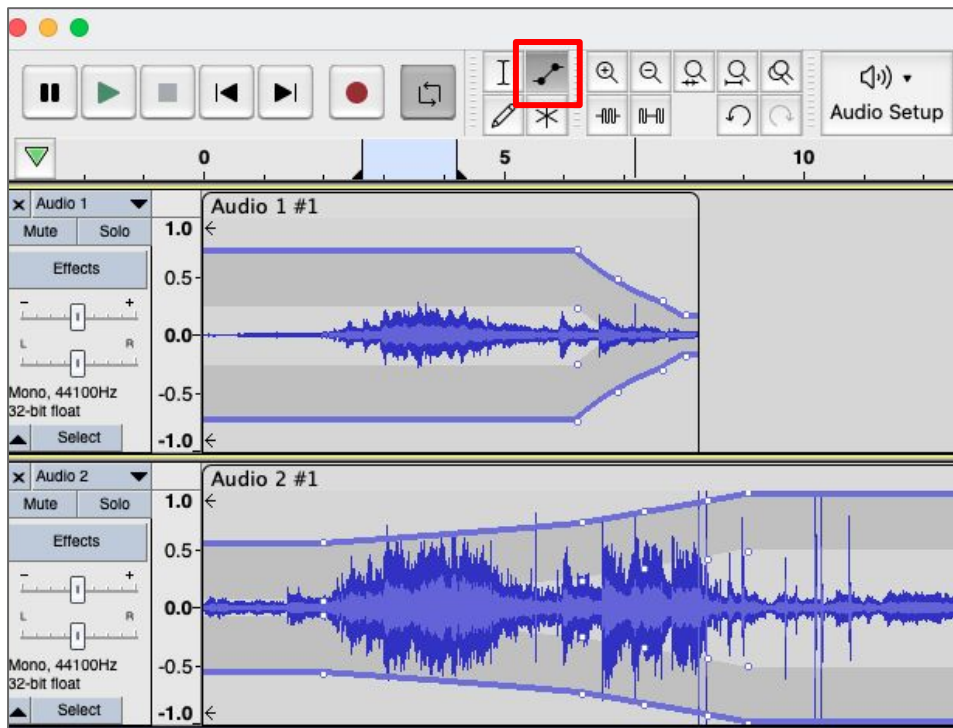 Audio Setup
0 5 10
Audio 1
Mute Solo
Effects
- +
L R
Mono, 44100Hz
32-bit float
Select
1.0
0.5
0.0
-0.5
-1.0
Audio 1 #1
Audio 2
Mute Solo
Effects
- +
L R
Mono, 44100Hz
32-bit float
Select
1.0
0.5
0.0
-0.5
-1.0
Audio 2 #1